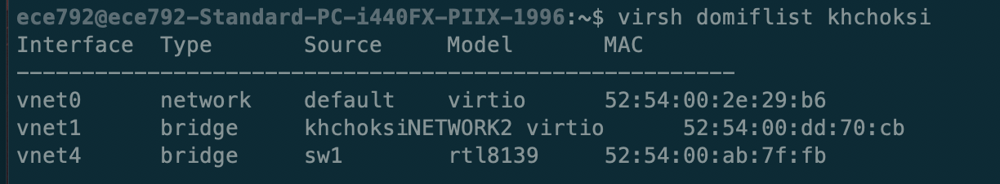 ece792@ece792-Standard-PC-i440FX-PIIX-1996:~$ virsh domiflist khchoksi
Interface  Type       Source     Model       MAC
-------------------------------------------------------
vnet0      network    default    virtio      52:54:00:2e:29:b6
vnet1      bridge     khchoksiNETWORK2 virtio      52:54:00:dd:70:cb
vnet4      bridge     sw1        rtl8139     52:54:00:ab:7f:fb